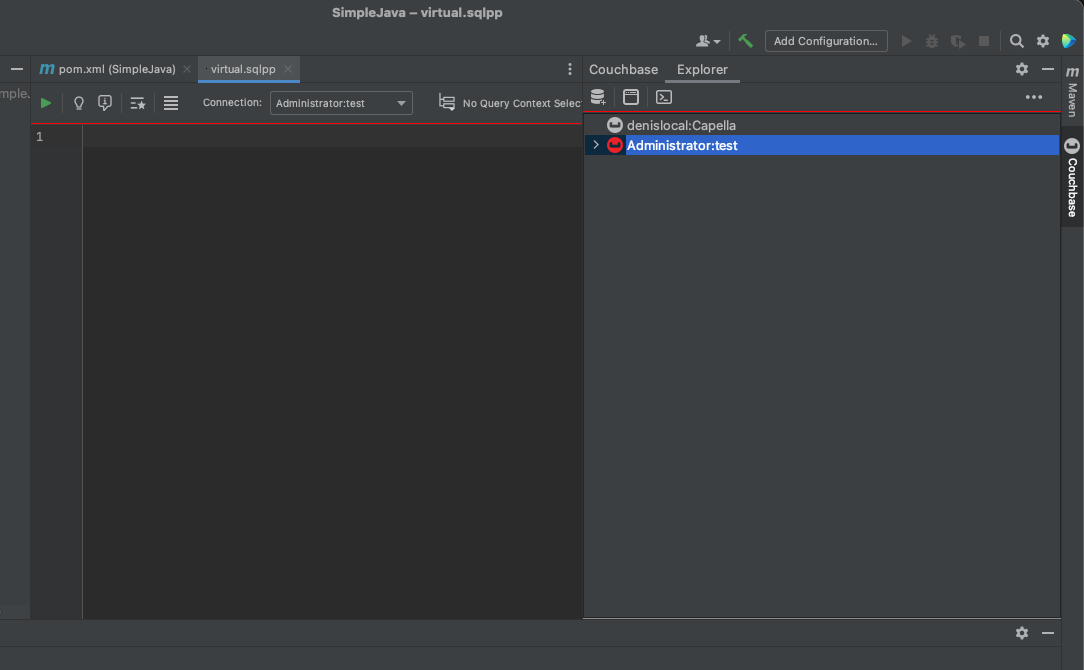 SimpleJava – virtual.sqlpp
Add Configuration...
mple.
m pom.xml (SimpleJava)
virtual.sqlpp
Couchbase Explorer
Connection: Administrator:test
No Query Context Selec
1
denislocal:Capella
Administrator:test
m Maven
Couchbase